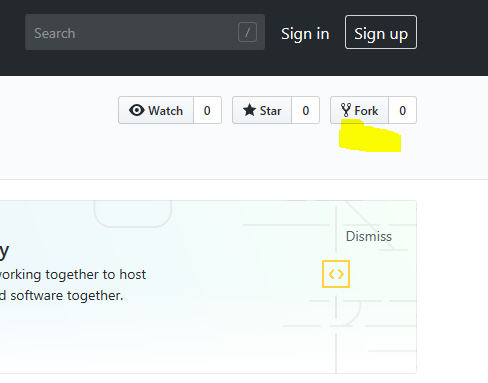 Search / Sign in Sign up
Watch 0 Star 0 Fork 0
Dismiss
y
working together to host
d software together.